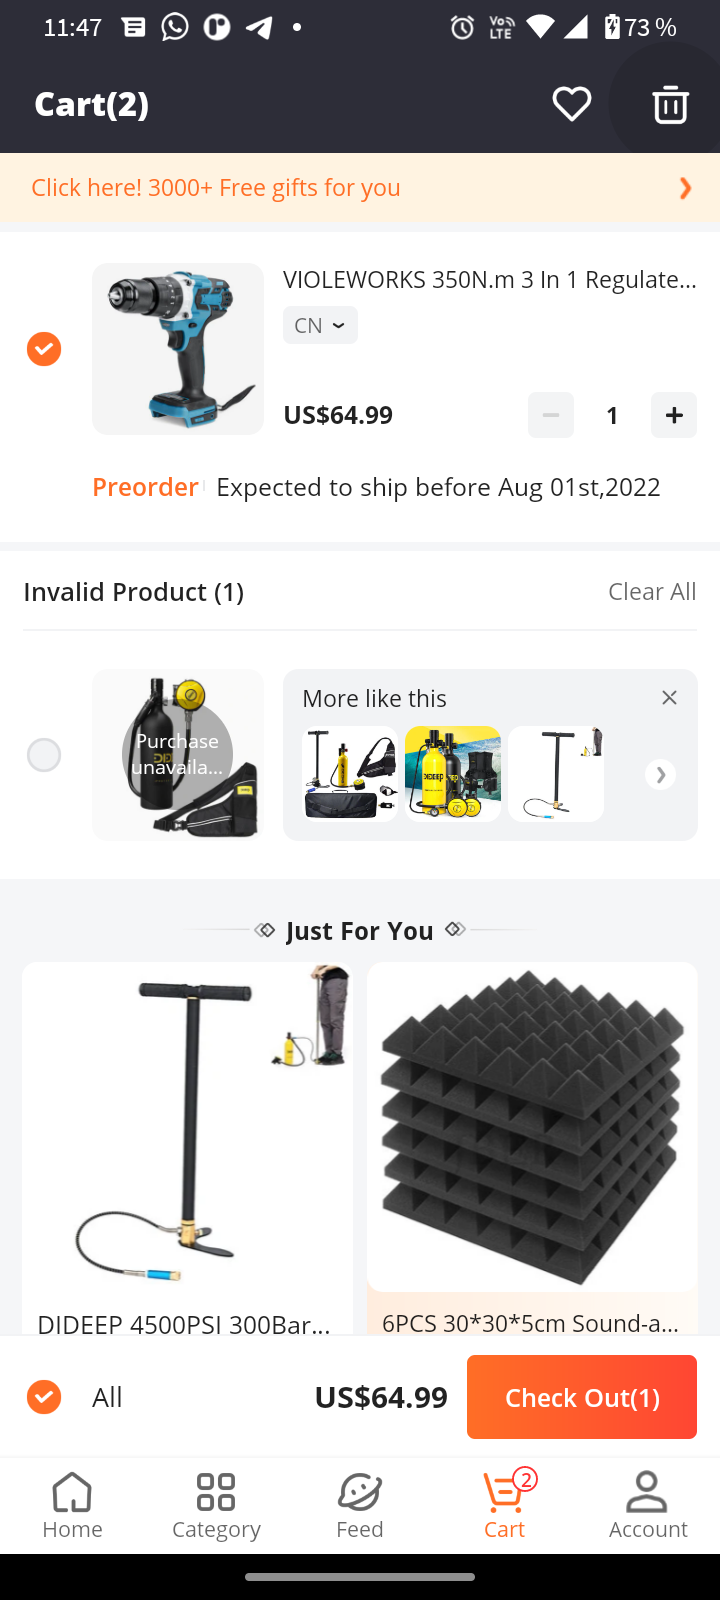 11:47
Vo LTE
73 %
Cart(2)
Click here! 3000+ Free gifts for you
VIOLEWORKS 350N.m 3 In 1 Regulate...
CN
US$64.99
1
Preorder
Expected to ship before Aug 01st,2022
Invalid Product (1)
Clear All
Purchase
unavaila...
More like this
DIDEEP
Just For You
DIDEEP 4500PSI 300Bar...
6PCS 30*30*5cm Sound-a...
All
US$64.99
Check Out(1)
2
Home
Category
Feed
Cart
Account